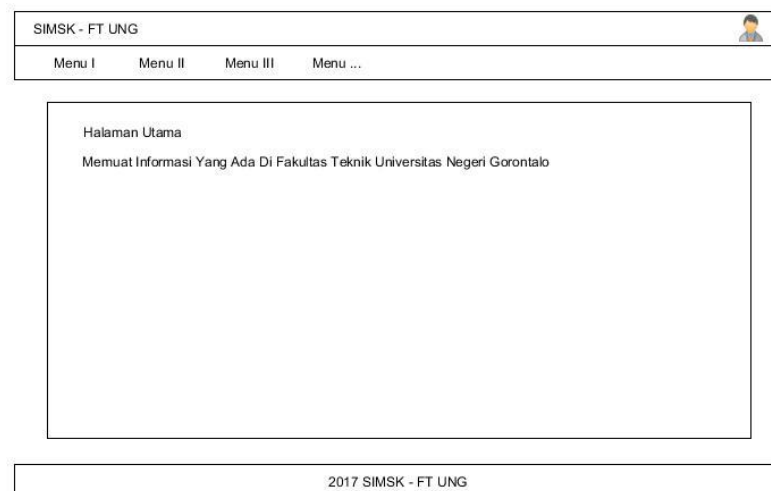 SIMSK - FT UNG
Menu I Menu II Menu III Menu ...
Halaman Utama
Memuat Informasi Yang Ada Di Fakultas Teknik Universitas Negeri Gorontalo
2017 SIMSK - FT UNG